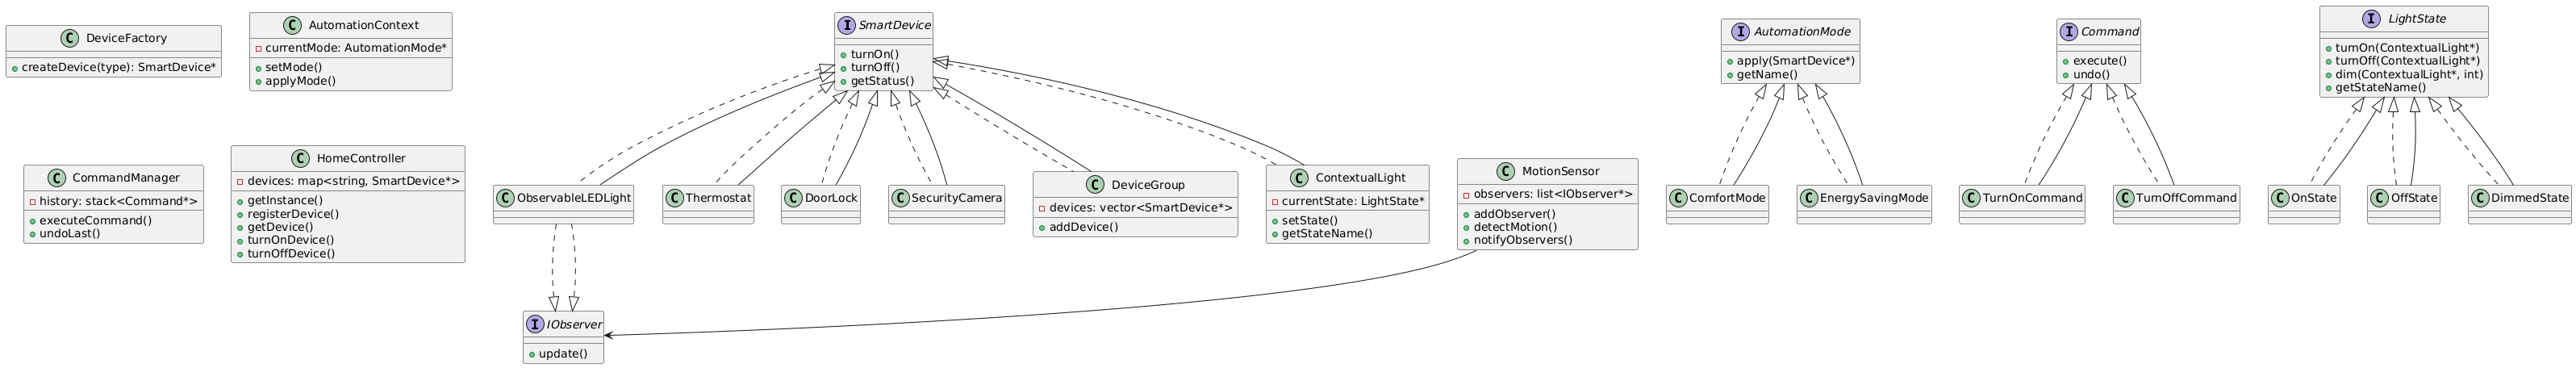 C DeviceFactory
createDevice(type): SmartDevice*
C AutomationContext
currentMode: AutomationMode*
setMode()
applyMode()
I SmartDevice
turnOn()
turnOff()
getStatus()
I AutomationMode
apply(SmartDevice*)
getName()
I Command
execute()
undo()
I LightState
turnOn(ContextualLight*)
turnOff(ContextualLight*)
dim(ContextualLight*, int)
getStateName()
C CommandManager
history: stack<Command*>
executeCommand()
undoLast()
C HomeController
devices: map<string, SmartDevice*>
getInstance()
registerDevice()
getDevice()
turnOnDevice()
turnOffDevice()
C ObservableLEDLight
C Thermostat
C DoorLock
C SecurityCamera
C DeviceGroup
devices: vector<SmartDevice*>
addDevice()
C ContextualLight
currentState: LightState*
setState()
getStateName()
C MotionSensor
observers: list<IObserver*>
addObserver()
detectMotion()
notifyObservers()
C ComfortMode
C EnergySavingMode
C TurnOnCommand
C TurnOffCommand
C OnState
C OffState
C DimmedState
I IObserver
update()